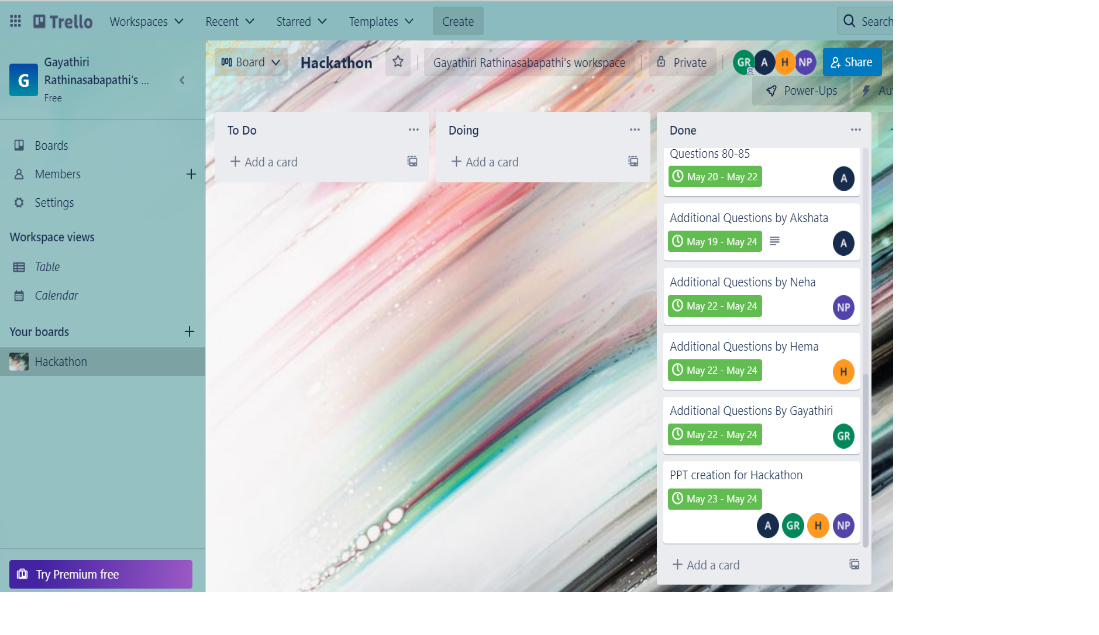 Trello Workspaces Recent Starred Templates Create Search
G Gayathiri
Rathinasabapathi's ...
Free
Boards
Members
Settings
Workspace views
Table
Calendar
Your boards
Hackathon
Try Premium free
Board Hackathon Gayathiri Rathinasabapathi's workspace Private GR A H NP Share
Power-Ups
To Do
Add a card
Doing
Add a card
Done
Questions 80-85
May 20 - May 22
A
Additional Questions by Akshata
May 19 - May 24
A
Additional Questions by Neha
May 22 - May 24
NP
Additional Questions by Hema
May 22 - May 24
H
Additional Questions By Gayathiri
May 22 - May 24
GR
PPT creation for Hackathon
May 23 - May 24
A GR H NP
Add a card